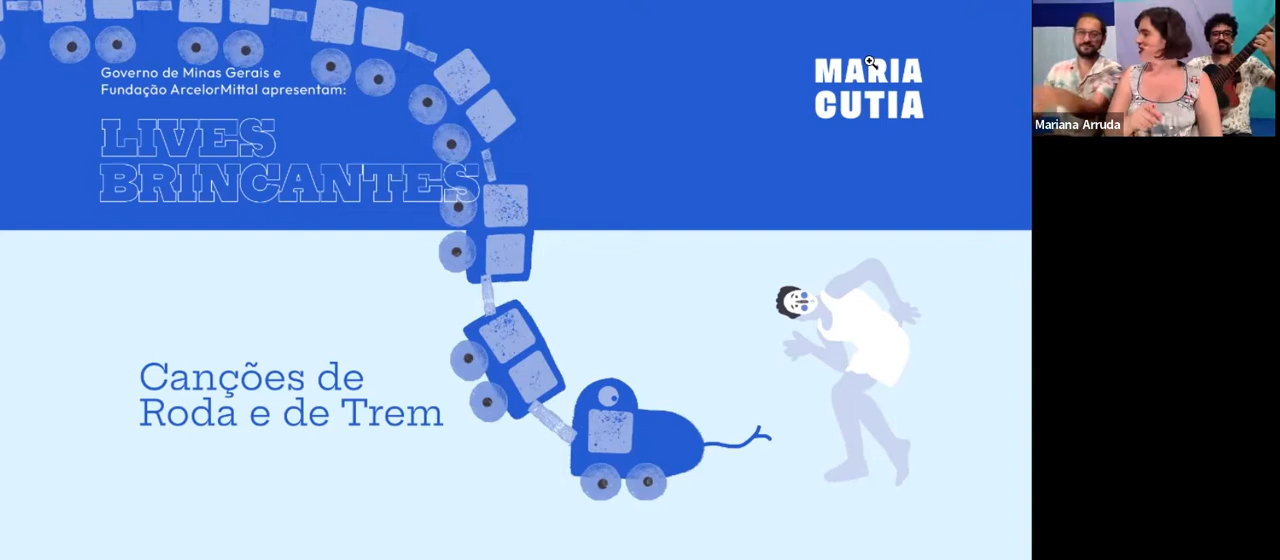 Governo de Minas Gerais e
Fundação ArcelorMittal apresentam:
LIVES
BRINCANTES
MARIA
CUTIA
Mariana Arruda
Canções de
Roda e de Trem